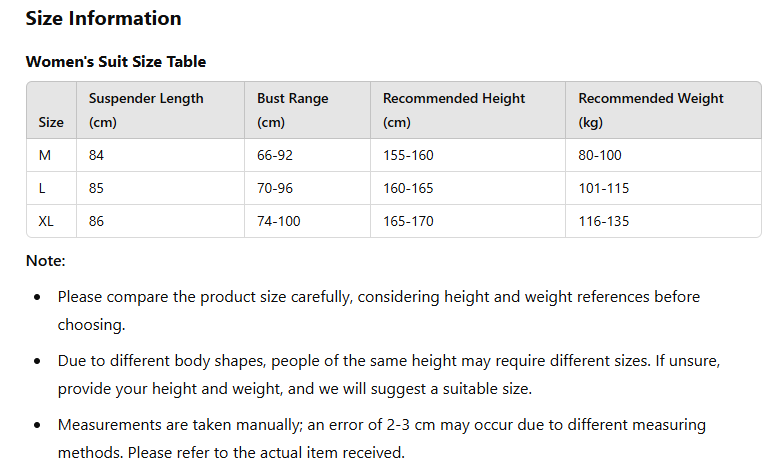 Size Information
Women's Suit Size Table
Size Suspender Length (cm) Bust Range (cm) Recommended Height (cm) Recommended Weight (kg)
M 84 66-92 155-160 80-100
L 85 70-96 160-165 101-115
XL 86 74-100 165-170 116-135
Note:
• Please compare the product size carefully, considering height and weight references before
choosing.
• Due to different body shapes, people of the same height may require different sizes. If unsure,
provide your height and weight, and we will suggest a suitable size.
• Measurements are taken manually; an error of 2-3 cm may occur due to different measuring
methods. Please refer to the actual item received.